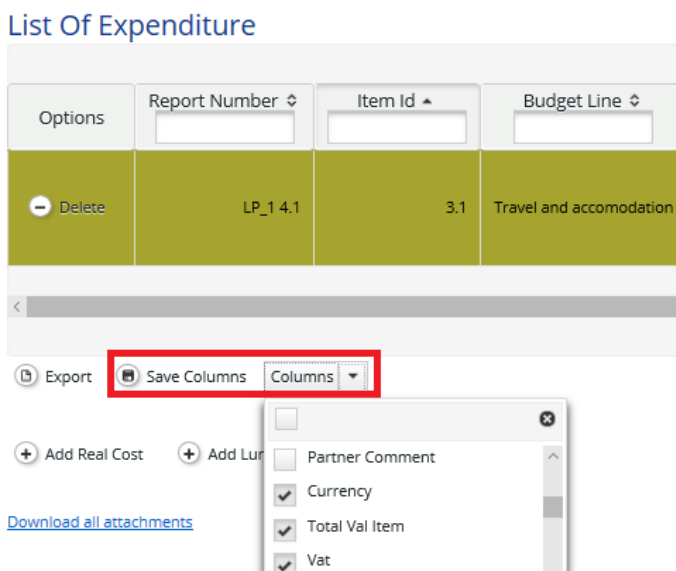 List Of Expenditure
Options Report Number Item Id Budget Line
Delete LP_1 4.1 3.1 Travel and accomodation
Export Save Columns Columns
Partner Comment
Add Real Cost Add Lu
Currency
Total Val Item
Download all attachments
Vat